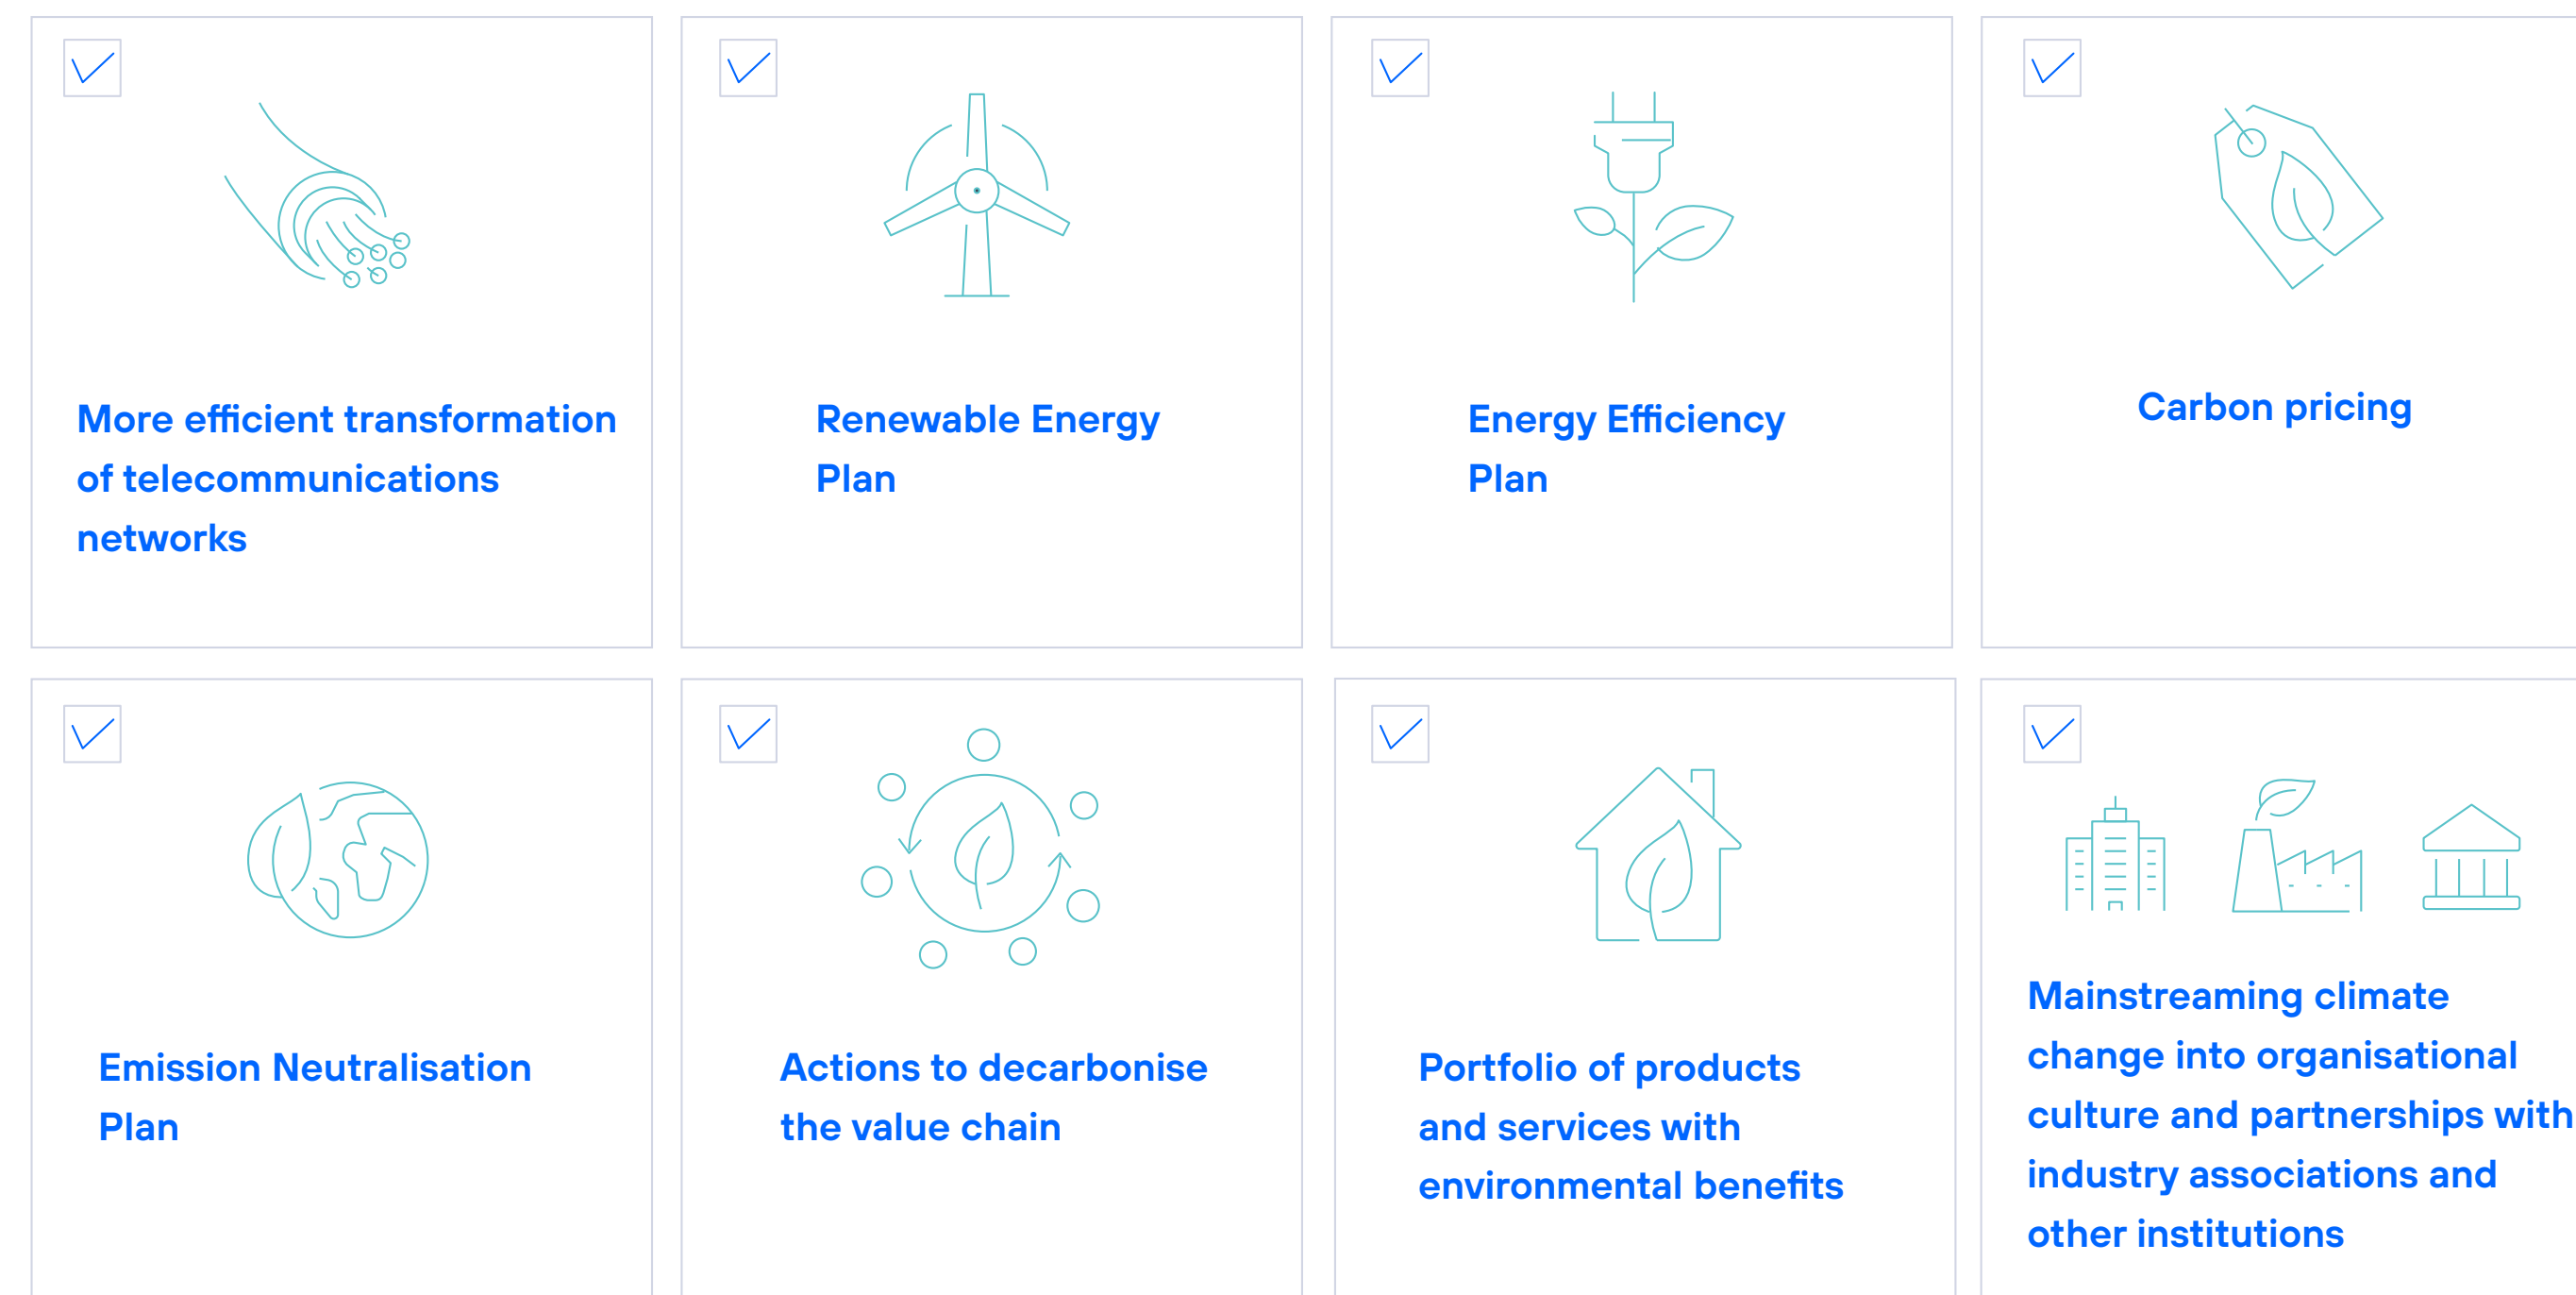 More efficient transformation
of telecommunications
networks
Renewable Energy
Plan
Energy Efficiency
Plan
Carbon pricing
Emission Neutralisation
Plan
Actions to decarbonise
the value chain
Portfolio of products
and services with
environmental benefits
Mainstreaming climate
change into organisational
culture and partnerships with
industry associations and
other institutions